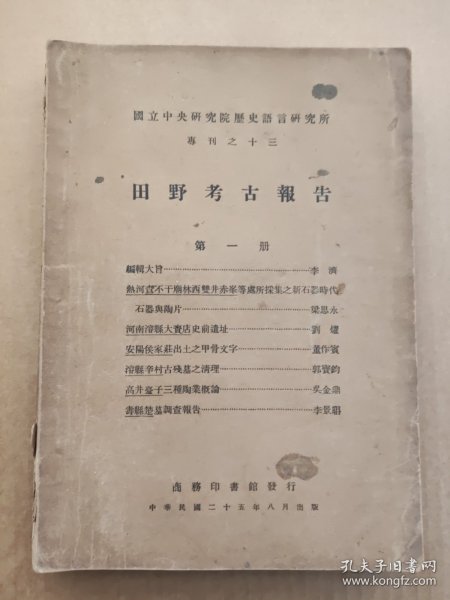 國立中央研究院歷史語言研究所
專刊之十三
田野考古報告
第一册
編輯大旨……李濟
熱河查不干廟林西雙井赤峯等處所採集之新石器時代
石器與陶片……梁思永
河南濬縣大賚店史前遺址……劉燿
安陽侯家莊出土之甲骨文字……董作賓
濬縣辛村古殘墓之清理……郭寶鈞
高井臺子三種陶業概論……吳金鼎
壽縣楚墓調查報告……李景聃
商務印書館發行
中華民國二十五年八月出版
孔夫子旧书网
www.kongfz.com